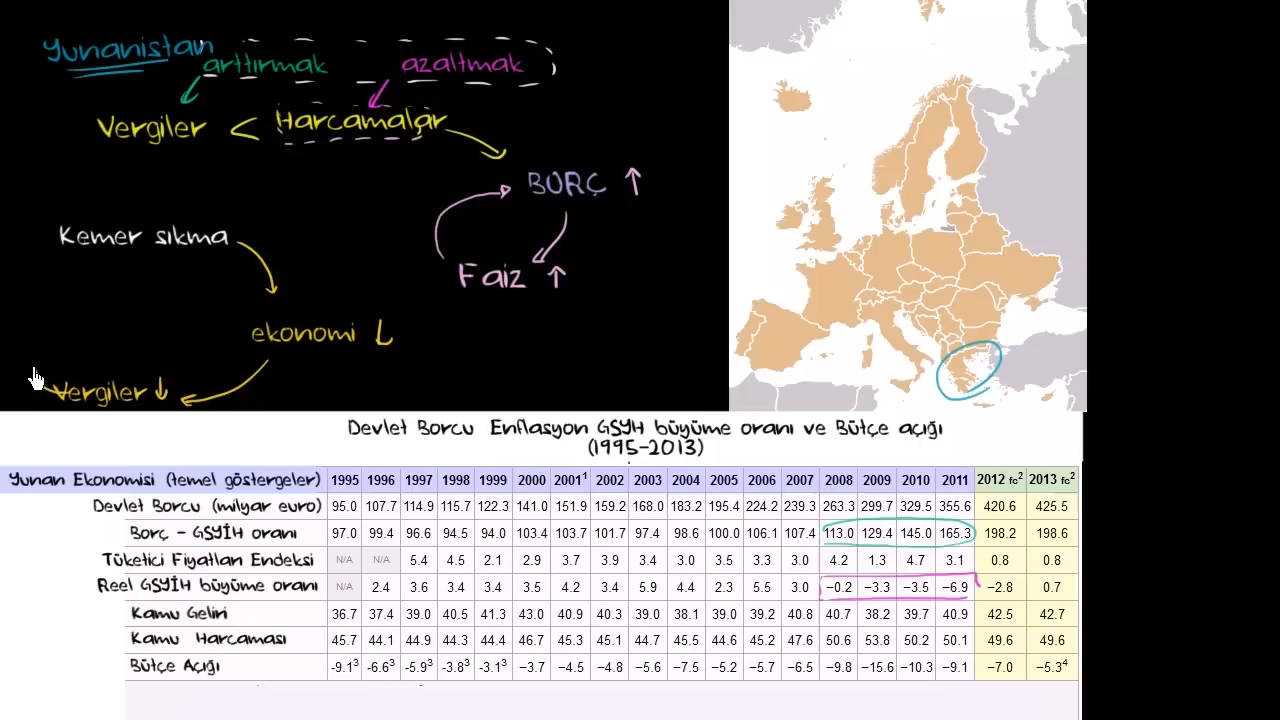 Yunanistan
arttırmak azaltmak
Vergiler < Harcamalar
BORÇ ↑
Kemer sıkma
Faiz ↑
ekonomi ↓
Vergiler ↓
Devlet Borcu Enflasyon GSYH büyüme oranı ve Bütçe açığı
(1995-2013)
Yunan Ekonomisi (temel göstergeler) 1995 1996 1997 1998 1999 2000 2001¹ 2002 2003 2004 2005 2006 2007 2008 2009 2010 2011 2012 fc² 2013 fc²
Devlet Borcu (milyar euro) 95.0 107.7 114.9 115.7 122.3 141.0 151.9 159.2 168.0 183.2 195.4 224.2 239.3 263.3 299.7 329.5 355.6 420.6 425.5
Borç - GSYİH oranı 97.0 99.4 96.6 94.5 94.0 103.4 103.7 101.7 97.4 98.6 100.0 106.1 107.4 113.0 129.4 145.0 165.3 198.2 198.6
Tüketici Fiyatları Endeksi N/A N/A 5.4 4.5 2.1 2.9 3.7 3.9 3.4 3.0 3.5 3.3 3.0 4.2 1.3 4.7 3.1 0.8 0.8
Reel GSYİH büyüme oranı N/A 2.4 3.6 3.4 3.4 3.5 4.2 3.4 5.9 4.4 2.3 5.5 3.0 −0.2 −3.3 −3.5 −6.9 −2.8 0.7
Kamu Geliri 36.7 37.4 39.0 40.5 41.3 43.0 40.9 40.3 39.0 38.1 39.0 39.2 40.8 40.7 38.2 39.7 40.9 42.5 42.7
Kamu Harcaması 45.7 44.1 44.9 44.3 44.4 46.7 45.3 45.1 44.7 45.5 44.6 45.2 47.6 50.6 53.8 50.2 50.1 49.6 49.6
Bütçe Açığı -9.1³ -6.6³ -5.9³ -3.8³ -3.1³ −3.7 −4.5 −4.8 −5.6 −7.5 −5.2 −5.7 −6.5 −9.8 −15.6 −10.3 −9.1 −7.0 −5.3⁴